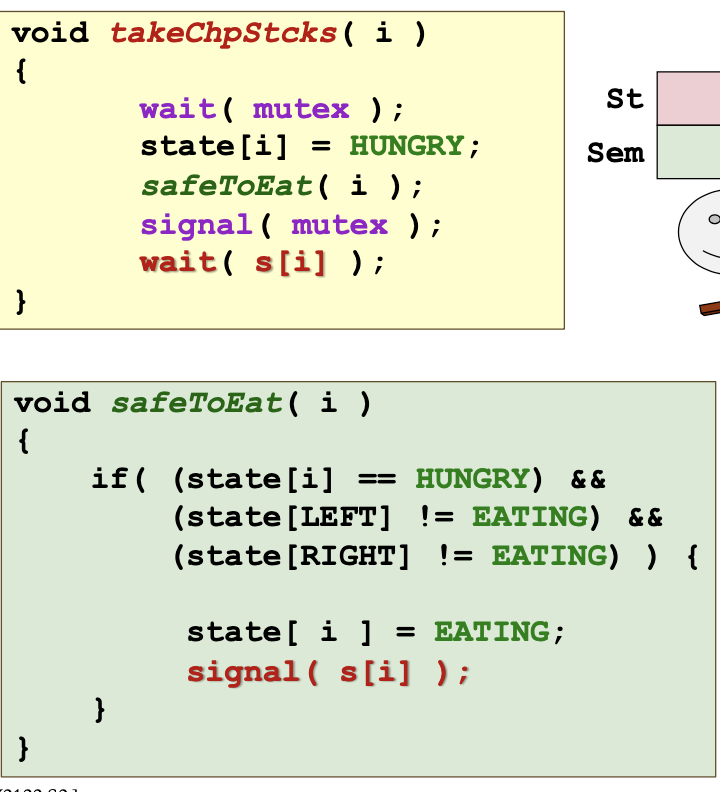 void takeChpStcks( i )
{
wait( mutex );
state[i] = HUNGRY;
safeToEat( i );
signal( mutex );
wait( s[i] );
}
St
Sem
void safeToEat( i )
{
if( (state[i] == HUNGRY) &&
(state[LEFT] != EATING) &&
(state[RIGHT] != EATING) ) {
state[ i ] = EATING;
signal( s[i] );
}
}